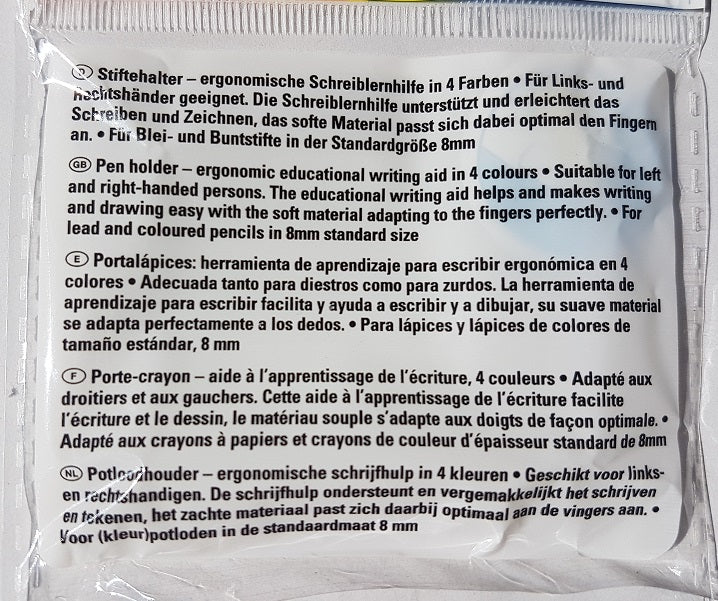 D Stiftehalter – ergonomische Schreiblernhilfe in 4 Farben • Für Links- und
Rechtshänder geeignet. Die Schreiblernhilfe unterstützt und erleichtert das
Schreiben und Zeichnen, das softe Material passt sich dabei optimal den Fingern
an. • Für Blei- und Buntstifte in der Standardgröße 8mm
GB Pen holder – ergonomic educational writing aid in 4 colours • Suitable for left
and right-handed persons. The educational writing aid helps and makes writing
and drawing easy with the soft material adapting to the fingers perfectly. • For
lead and coloured pencils in 8mm standard size
E Portalápices: herramienta de aprendizaje para escribir ergonómica en 4
colores • Adecuada tanto para diestros como para zurdos. La herramienta de
aprendizaje para escribir facilita y ayuda a escribir y a dibujar, su suave material
se adapta perfectamente a los dedos. • Para lápices y lápices de colores de
tamaño estándar, 8 mm
F Porte-crayon – aide à l'apprentissage de l'écriture, 4 couleurs • Adapté aux
droitiers et aux gauchers. Cette aide à l'apprentissage de l'écriture facilite
l'écriture et le dessin, le matériau souple s'adapte aux doigts de façon optimale. •
Adapté aux crayons à papiers et crayons de couleur d'épaisseur standard de 8mm
NL Potloodhouder – ergonomische schrijfhulp in 4 kleuren • Geschikt voor links-
en rechtshandigen. De schrijfhulp ondersteunt en vergemakkelijkt het schrijven
en tekenen, het zachte materiaal past zich daarbij optimaal aan de vingers aan. •
Voor (kleur)potloden in de standaardmaat 8 mm